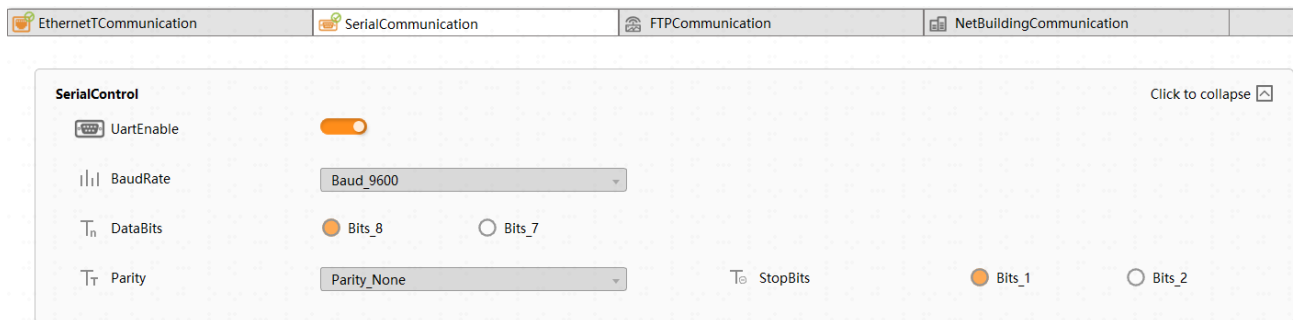 EthernetTCommunication SerialCommunication FTPCommunication NetBuildingCommunication
SerialControl Click to collapse
UartEnable
BaudRate Baud_9600
DataBits Bits_8 Bits_7
Parity Parity_None StopBits Bits_1 Bits_2